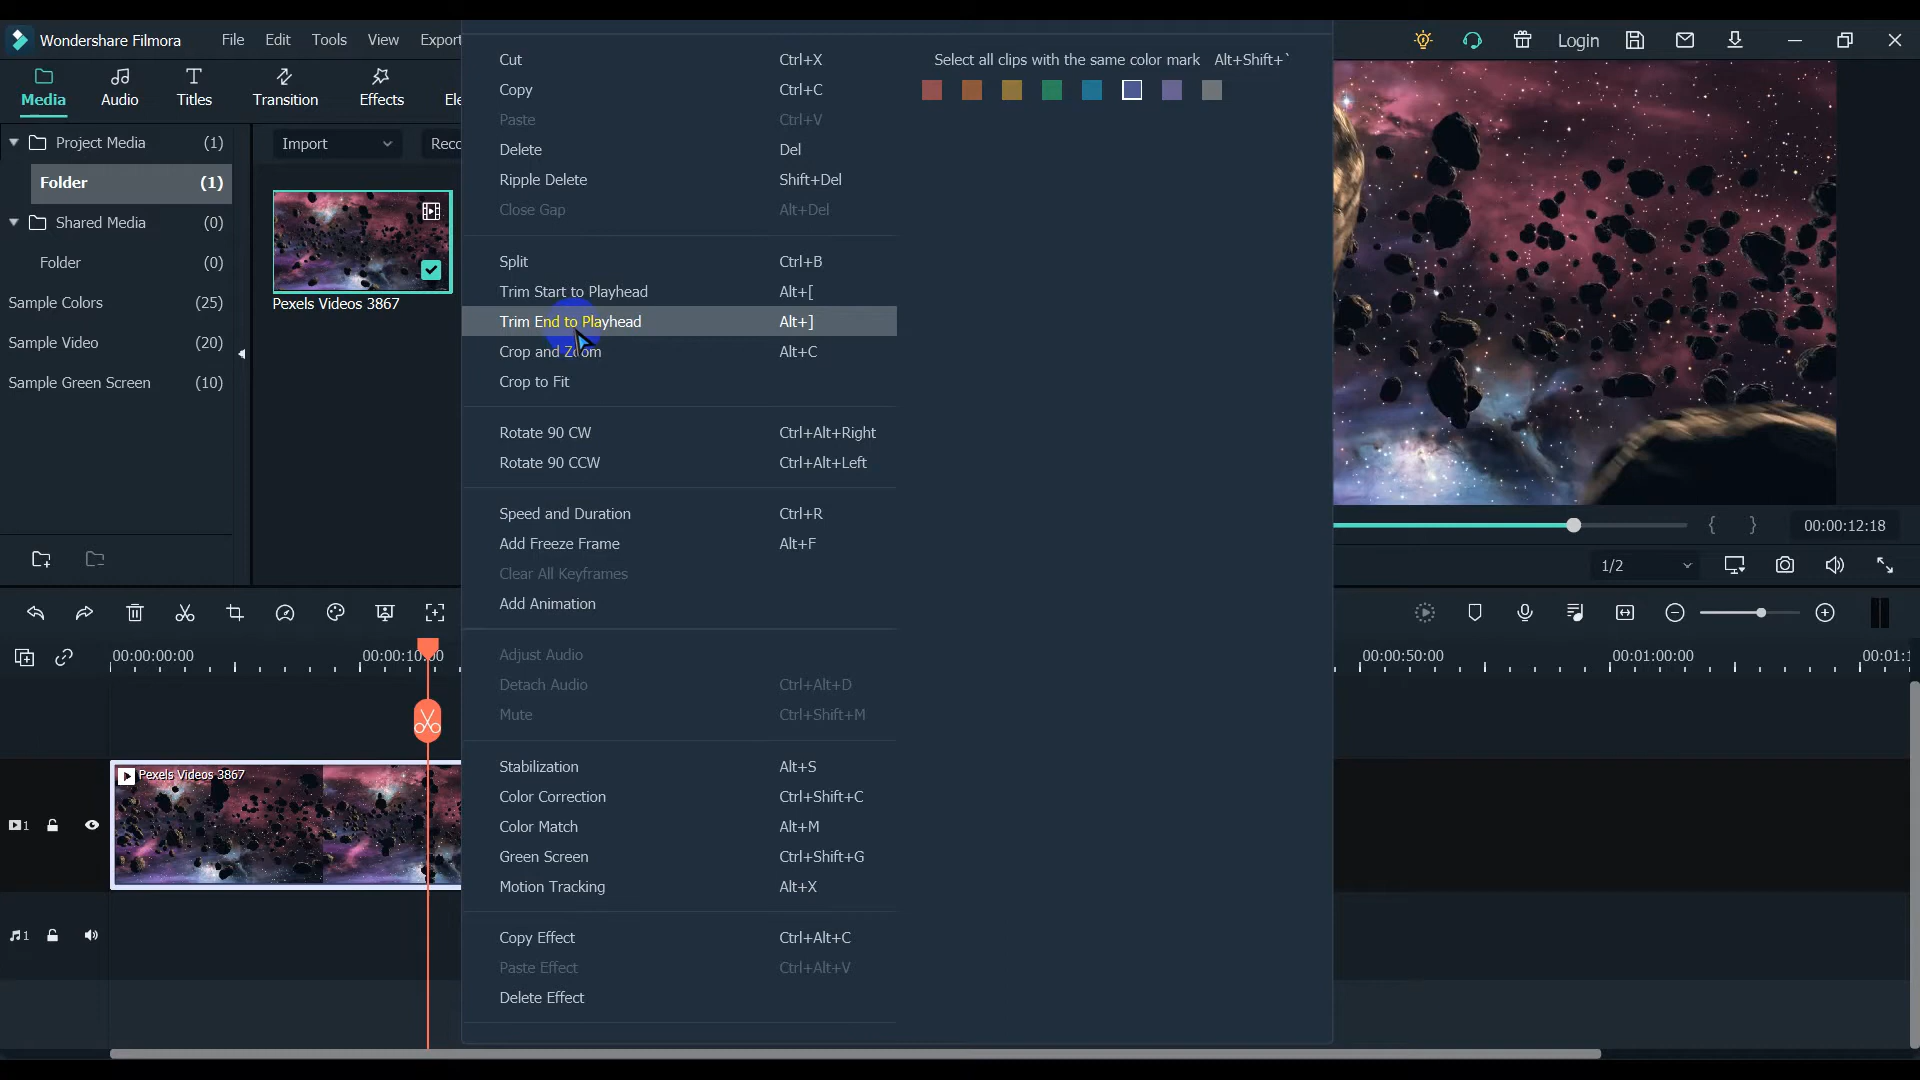 Wondershare Filmora
File Edit Tools View Export
Login
Media Audio Titles Transition Effects
Project Media (1)
Folder (1)
Shared Media (0)
Folder (0)
Sample Colors (25)
Sample Video (20)
Sample Green Screen (10)
Import
Pexels Videos 3867
Cut Ctrl+X
Copy Ctrl+C
Paste Ctrl+V
Delete Del
Ripple Delete Shift+Del
Close Gap Alt+Del
Split Ctrl+B
Trim Start to Playhead Alt+[
Trim End to Playhead Alt+]
Crop and Zoom Alt+C
Crop to Fit
Rotate 90 CW Ctrl+Alt+Right
Rotate 90 CCW Ctrl+Alt+Left
Speed and Duration Ctrl+R
Add Freeze Frame Alt+F
Clear All Keyframes
Add Animation
Adjust Audio
Detach Audio Ctrl+Alt+D
Mute Ctrl+Shift+M
Stabilization Alt+S
Color Correction Ctrl+Shift+C
Color Match Alt+M
Green Screen Ctrl+Shift+G
Motion Tracking Alt+X
Copy Effect Ctrl+Alt+C
Paste Effect Ctrl+Alt+V
Delete Effect
Select all clips with the same color mark Alt+Shift+`
00:00:12:18
1/2
00:00:00:00 00:00:10:00 00:00:50:00 00:01:00:00 00:01:1
Pexels Videos 3867
1
1